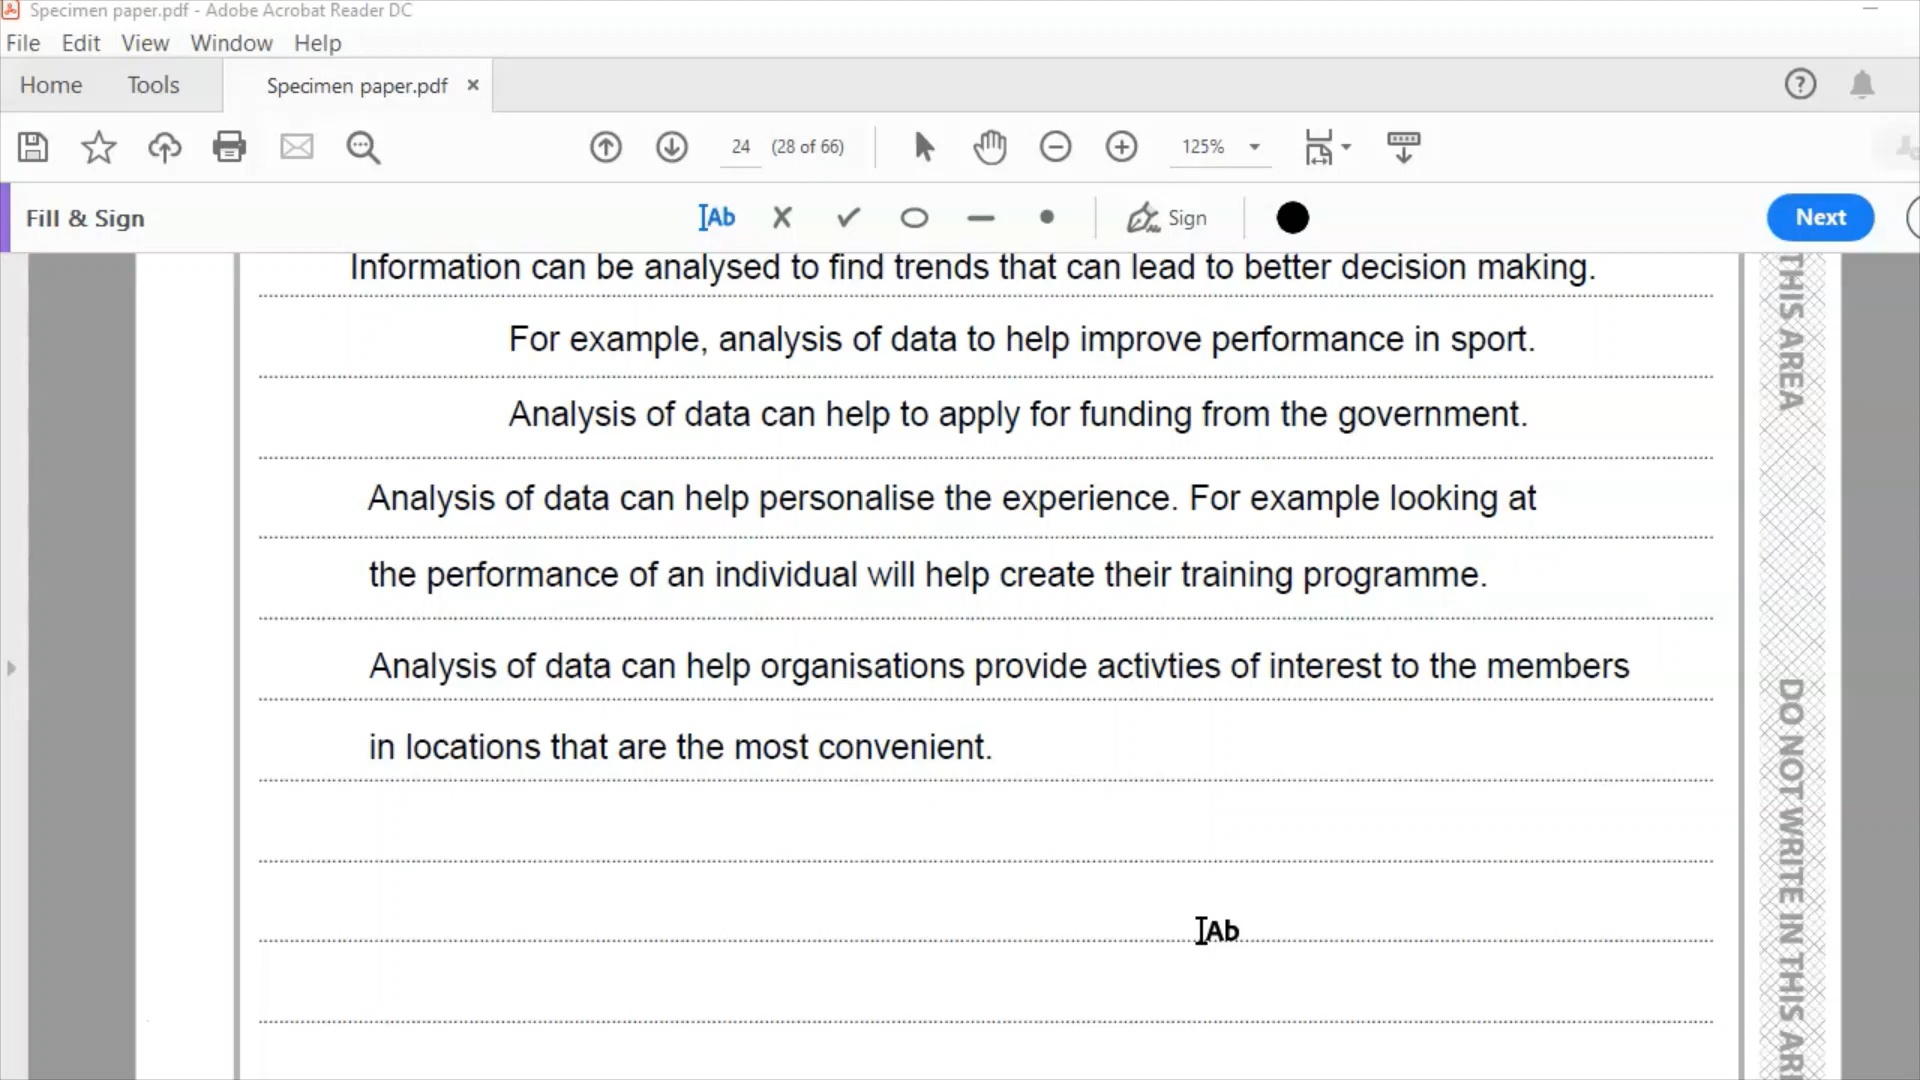 Specimen paper.pdf - Adobe Acrobat Reader DC
File Edit View Window Help
Home Tools Specimen paper.pdf ×
24 (28 of 66) 125%
Fill & Sign Ab Sign Next
Information can be analysed to find trends that can lead to better decision making.
For example, analysis of data to help improve performance in sport.
Analysis of data can help to apply for funding from the government.
Analysis of data can help personalise the experience. For example looking at
the performance of an individual will help create their training programme.
Analysis of data can help organisations provide activties of interest to the members
in locations that are the most convenient.
Ab
THIS AREA
DO NOT WRITE IN THIS AR